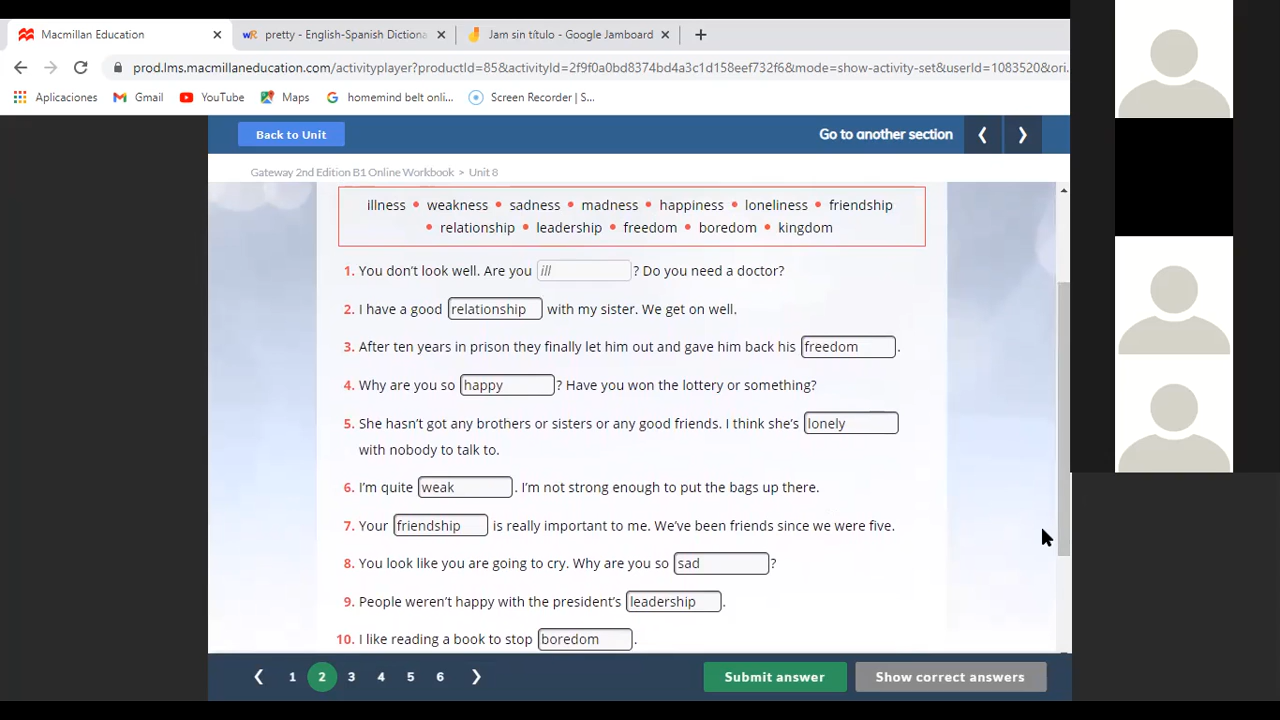 Macmillan Education
pretty - English-Spanish Dictiona
Jam sin título - Google Jamboard
prod.lms.macmillaneducation.com/activityplayer?productId=85&activityId=2f9f0a0bd8374bd4a3c1d158eef732f6&mode=show-activity-set&userId=1083520&ori...
Aplicaciones Gmail YouTube Maps homemind belt onli... Screen Recorder | S...
Back to Unit
Go to another section
Gateway 2nd Edition B1 Online Workbook > Unit 8
illness • weakness • sadness • madness • happiness • loneliness • friendship
• relationship • leadership • freedom • boredom • kingdom
1. You don't look well. Are you ill ? Do you need a doctor?
2. I have a good relationship with my sister. We get on well.
3. After ten years in prison they finally let him out and gave him back his freedom .
4. Why are you so happy ? Have you won the lottery or something?
5. She hasn't got any brothers or sisters or any good friends. I think she's lonely
with nobody to talk to.
6. I'm quite weak . I'm not strong enough to put the bags up there.
7. Your friendship is really important to me. We've been friends since we were five.
8. You look like you are going to cry. Why are you so sad ?
9. People weren't happy with the president's leadership .
10. I like reading a book to stop boredom .
1 2 3 4 5 6
Submit answer
Show correct answers